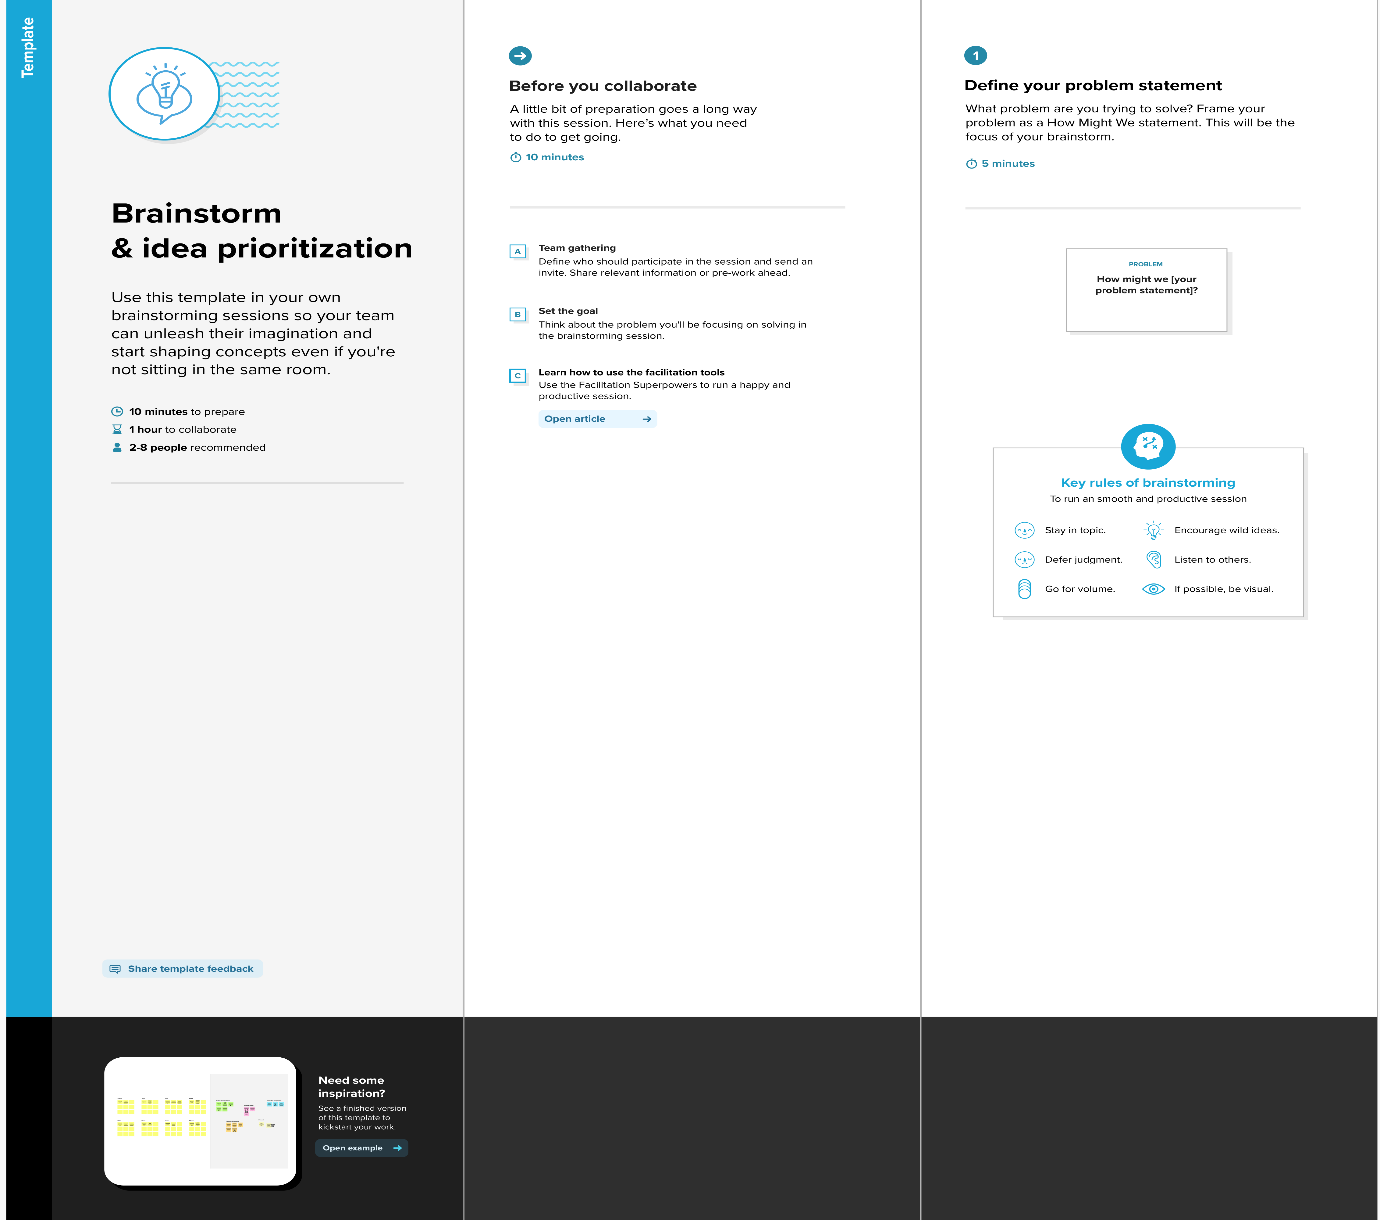 Template
Brainstorm
& idea prioritization
Use this template in your own
brainstorming sessions so your team
can unleash their imagination and
start shaping concepts even if you're
not sitting in the same room.
10 minutes to prepare
1 hour to collaborate
2-8 people recommended
Share template feedback
Need some
inspiration?
See a finished version
of this template to
kickstart your work.
Open example
Before you collaborate
A little bit of preparation goes a long way
with this session. Here's what you need
to do to get going.
10 minutes
A
Team gathering
Define who should participate in the session and send an
invite. Share relevant information or pre-work ahead.
B
Set the goal
Think about the problem you'll be focusing on solving in
the brainstorming session.
C
Learn how to use the facilitation tools
Use the Facilitation Superpowers to run a happy and
productive session.
Open article
1
Define your problem statement
What problem are you trying to solve? Frame your
problem as a How Might We statement. This will be the
focus of your brainstorm.
5 minutes
PROBLEM
How might we [your
problem statement]?
Key rules of brainstorming
To run an smooth and productive session
Stay in topic.
Encourage wild ideas.
Defer judgment.
Listen to others.
Go for volume.
If possible, be visual.